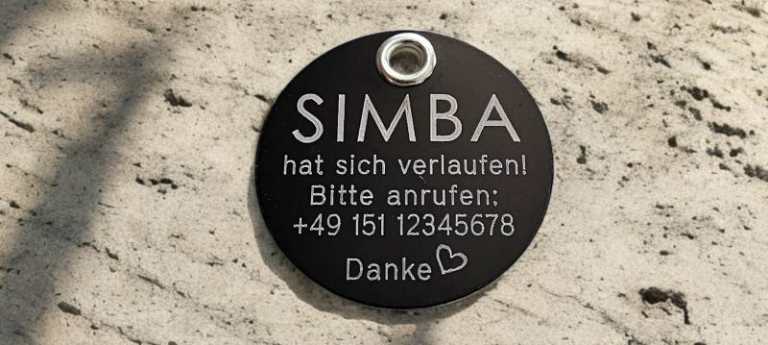 SIMBA
hat sich verlaufen!
Bitte anrufen:
+49 151 12345678
Danke♡